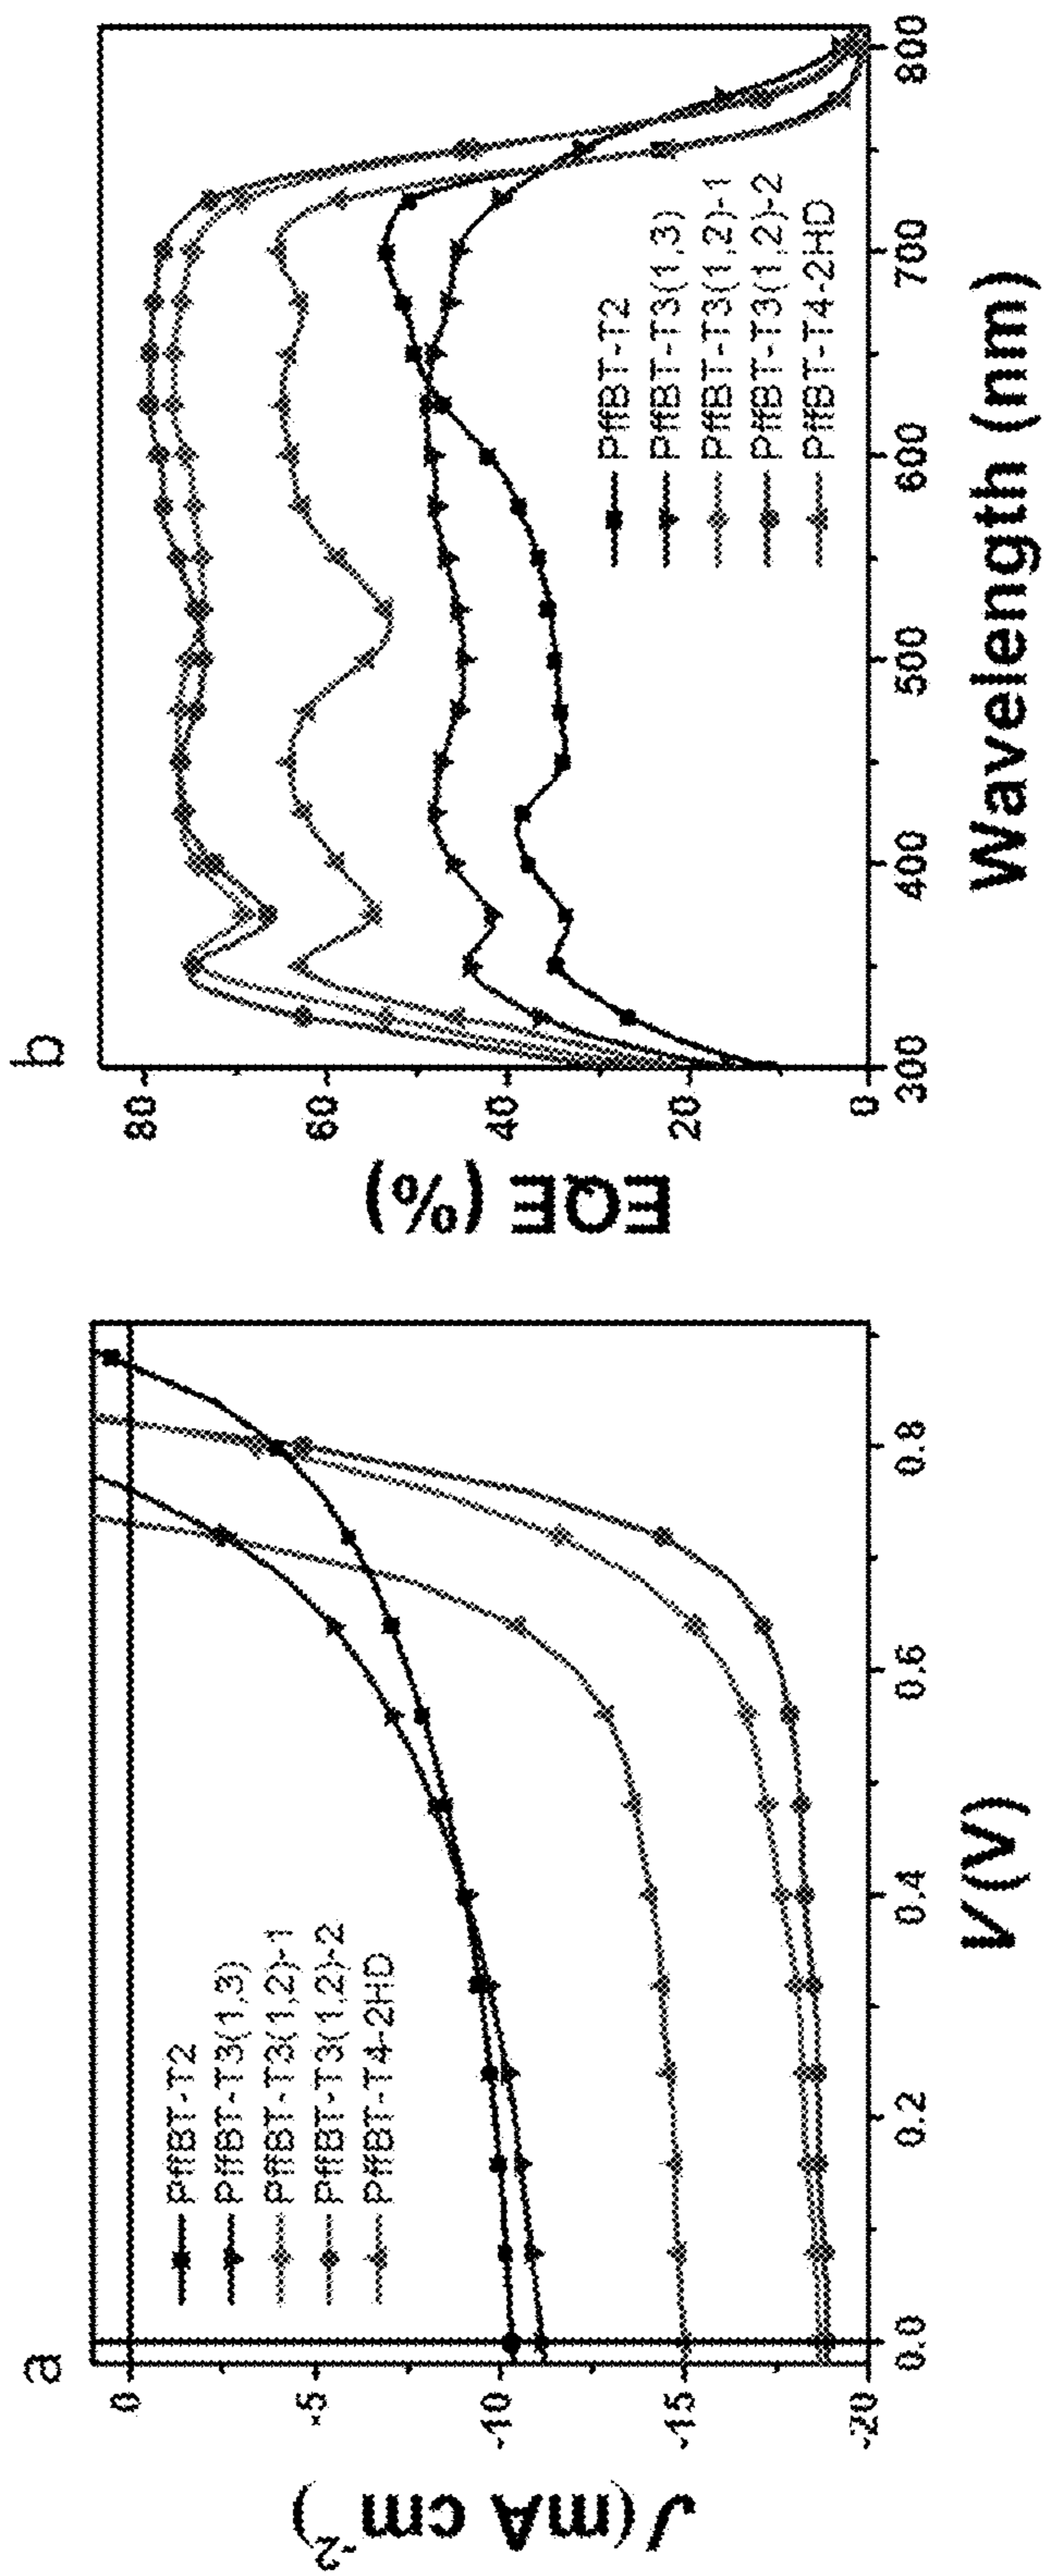 a
J (mA cm⁻²)
0
-5
-10
-15
-20
PffBT-T2
PffBT-T3(1,3)
PffBT-T3(1,2)-1
PffBT-T3(1,2)-2
PffBT-T4-2HD
0.0
0.2
0.4
0.6
0.8
V (V)
b
EQE (%)
80
60
40
20
0
PffBT-T2
PffBT-T3(1,3)
PffBT-T3(1,2)-1
PffBT-T3(1,2)-2
PffBT-T4-2HD
300
400
500
600
700
800
Wavelength (nm)